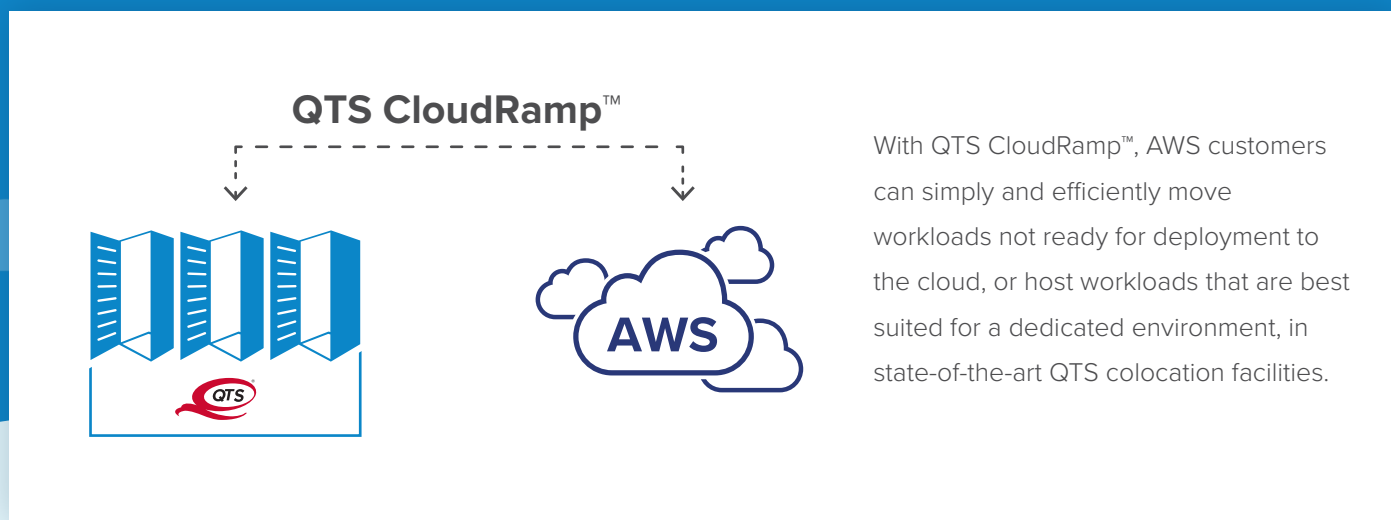 QTS CloudRamp™
With QTS CloudRamp™, AWS customers
can simply and efficiently move
workloads not ready for deployment to
the cloud, or host workloads that are best
suited for a dedicated environment, in
state-of-the-art QTS colocation facilities.
AWS
QTS®